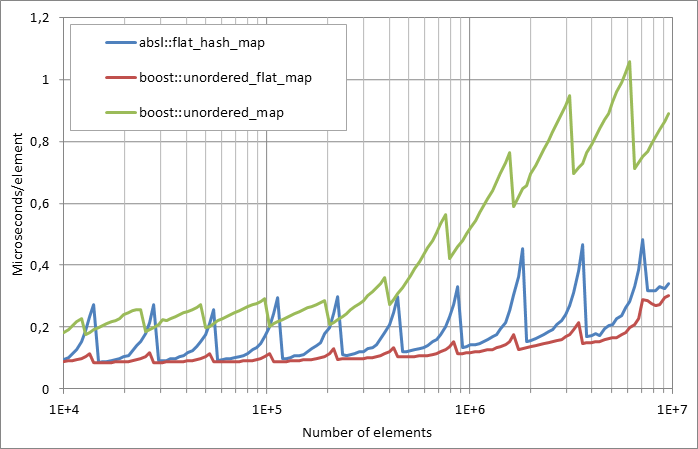 1,2
1
0,8
0,6
0,4
0,2
0
Microseconds/element
absl::flat_hash_map
boost::unordered_flat_map
boost::unordered_map
1E+4
1E+5
1E+6
1E+7
Number of elements